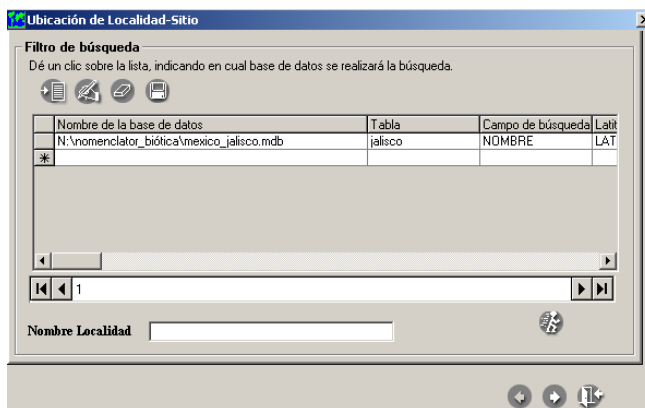 Ubicación de Localidad-Sitio
Filtro de búsqueda
Dé un clic sobre la lista, indicando en cual base de datos se realizará la búsqueda.
Nombre de la base de datos Tabla Campo de búsqueda Latit
N:\nomenclator_biótica\mexico_jalisco.mdb jalisco NOMBRE LAT
1
Nombre Localidad